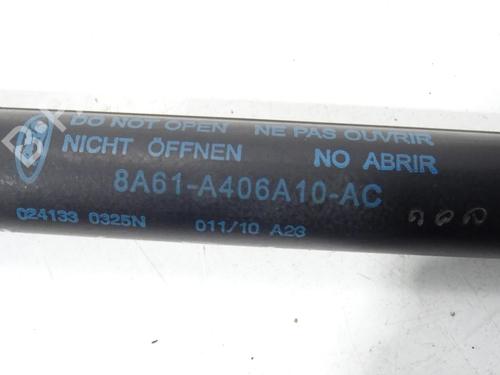 DO NOT OPEN NE PAS OUVRIR
NICHT ÖFFNEN NO ABRIR
8A61-A406A10-AC
024133 0325N 011/10 A23